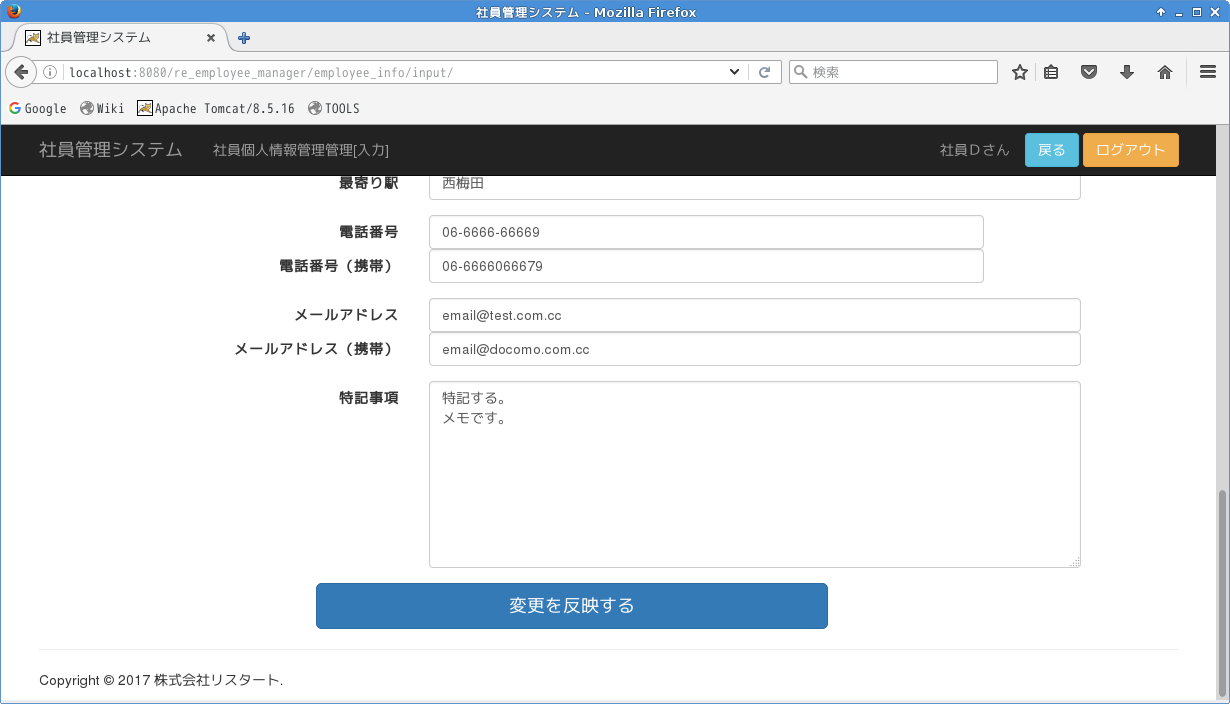 社員管理システム - Mozilla Firefox
社員管理システム
localhost:8080/re_employee_manager/employee_info/input/
検索
Google Wiki Apache Tomcat/8.5.16 TOOLS
社員管理システム 社員個人情報管理管理[入力] 社員Ｄさん 戻る ログアウト
最寄り駅 西梅田
電話番号 06-6666-66669
電話番号（携帯） 06-6666066679
メールアドレス email@test.com.cc
メールアドレス（携帯） email@docomo.com.cc
特記事項 特記する。
メモです。
変更を反映する
Copyright © 2017 株式会社リスタート.